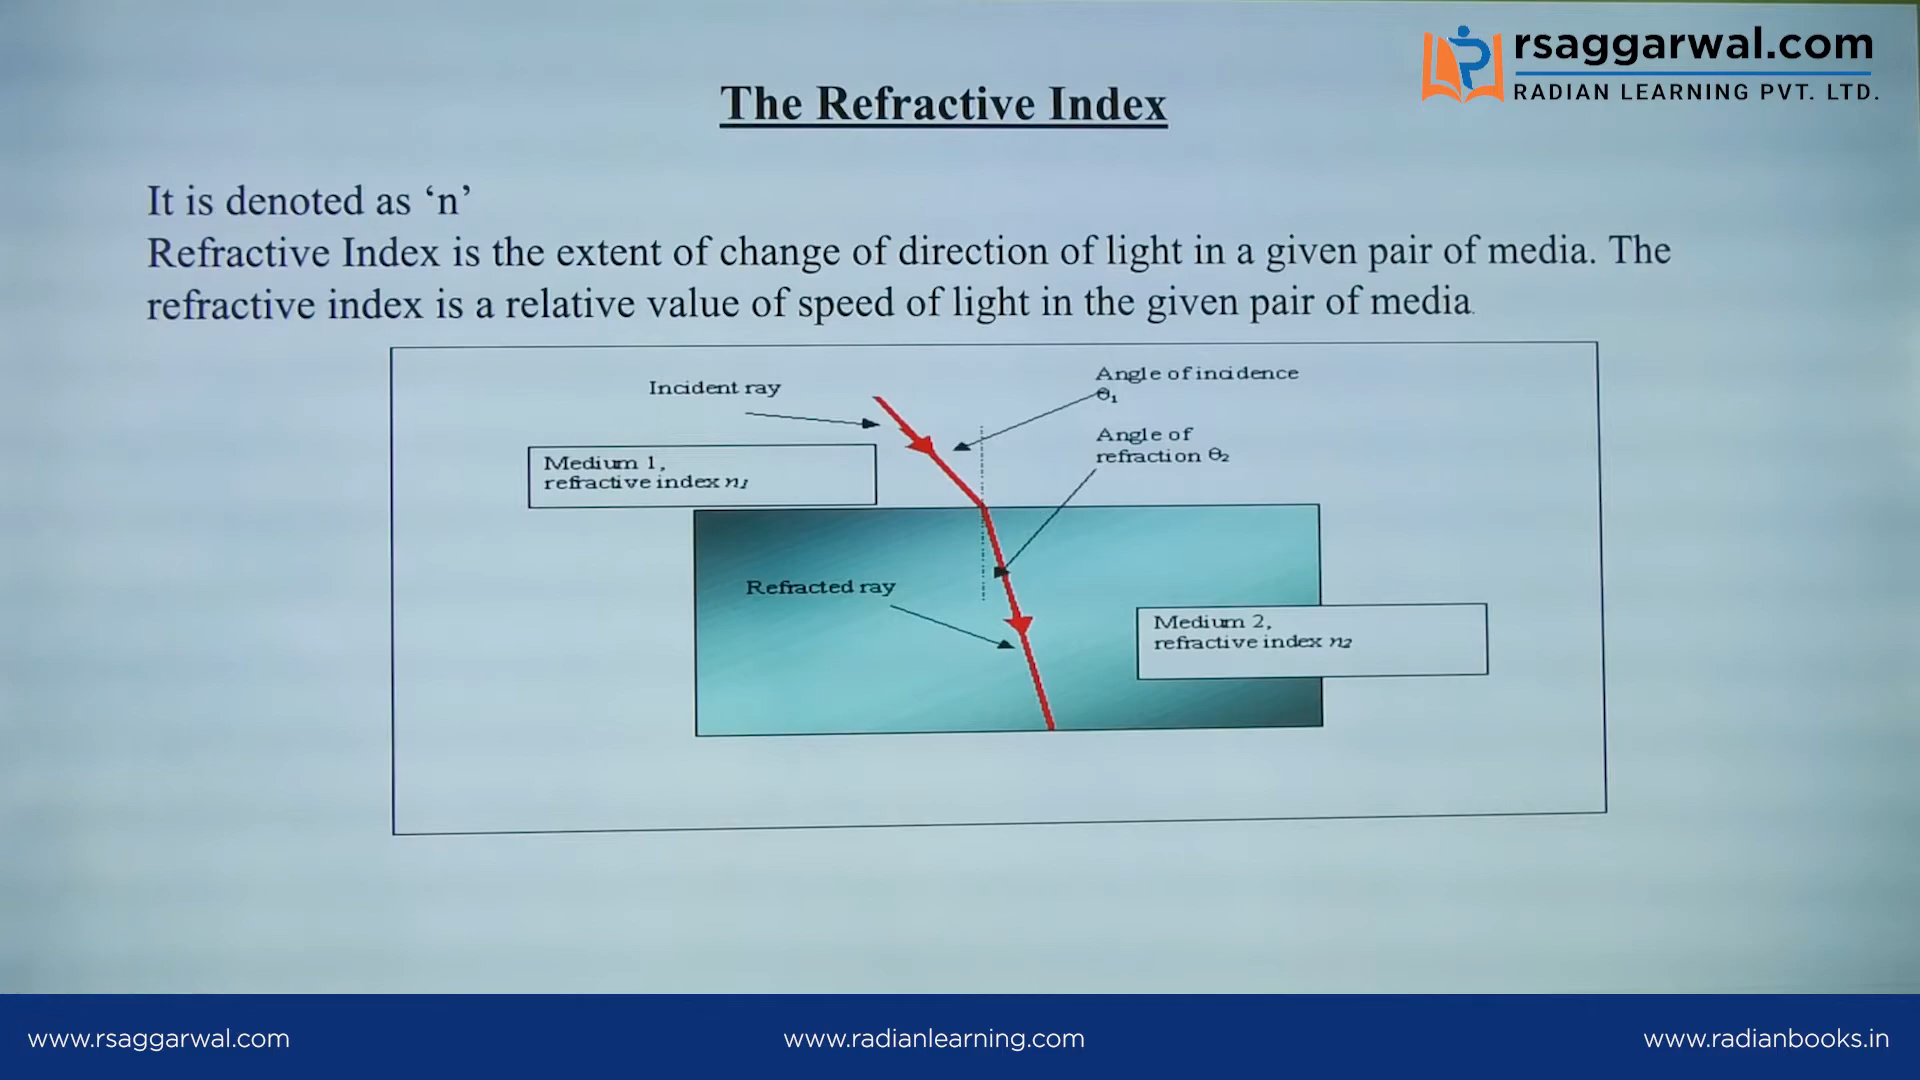 rsaggarwal.com
RADIAN LEARNING PVT. LTD.
The Refractive Index
It is denoted as ‘n’
Refractive Index is the extent of change of direction of light in a given pair of media. The
refractive index is a relative value of speed of light in the given pair of media.
Incident ray
Angle of incidence
θ₁
Angle of
refraction θ₂
Medium 1,
refractive index n₁
Refracted ray
Medium 2,
refractive index n₂
www.rsaggarwal.com
www.radianlearning.com
www.radianbooks.in